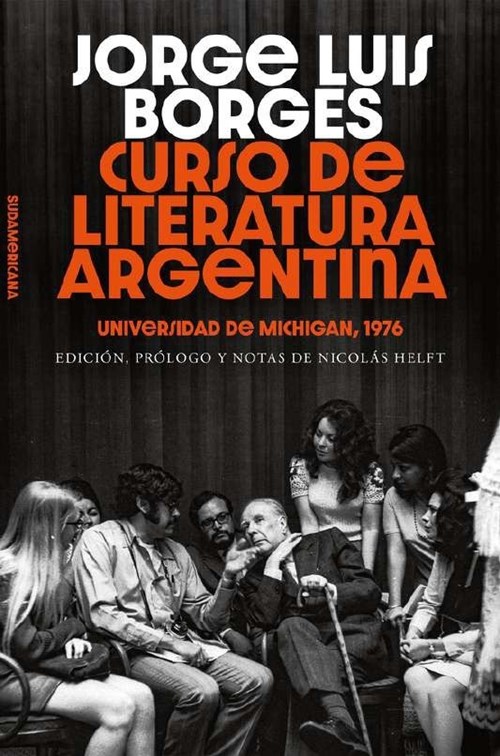 JORGE LUIS
BORGES
CURSO DE
LITERATURA
ARGENTINA
UNIVERSIDAD DE MICHIGAN, 1976
EDICIÓN, PRÓLOGO Y NOTAS DE NICOLÁS HELFT
SUDAMERICANA